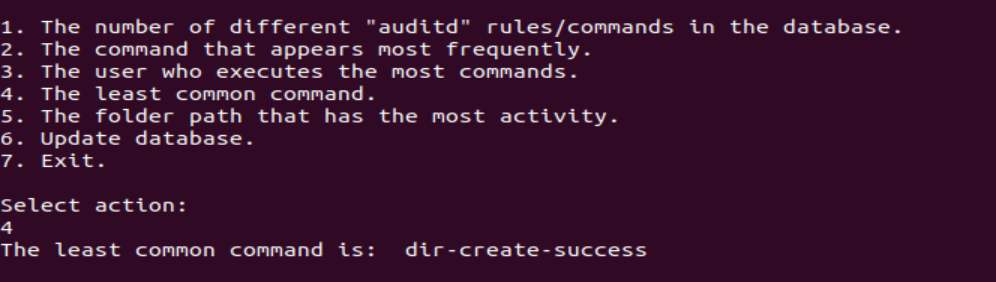 1. The number of different "auditd" rules/commands in the database.
2. The command that appears most frequently.
3. The user who executes the most commands.
4. The least common command.
5. The folder path that has the most activity.
6. Update database.
7. Exit.
Select action:
4
The least common command is:  dir-create-success